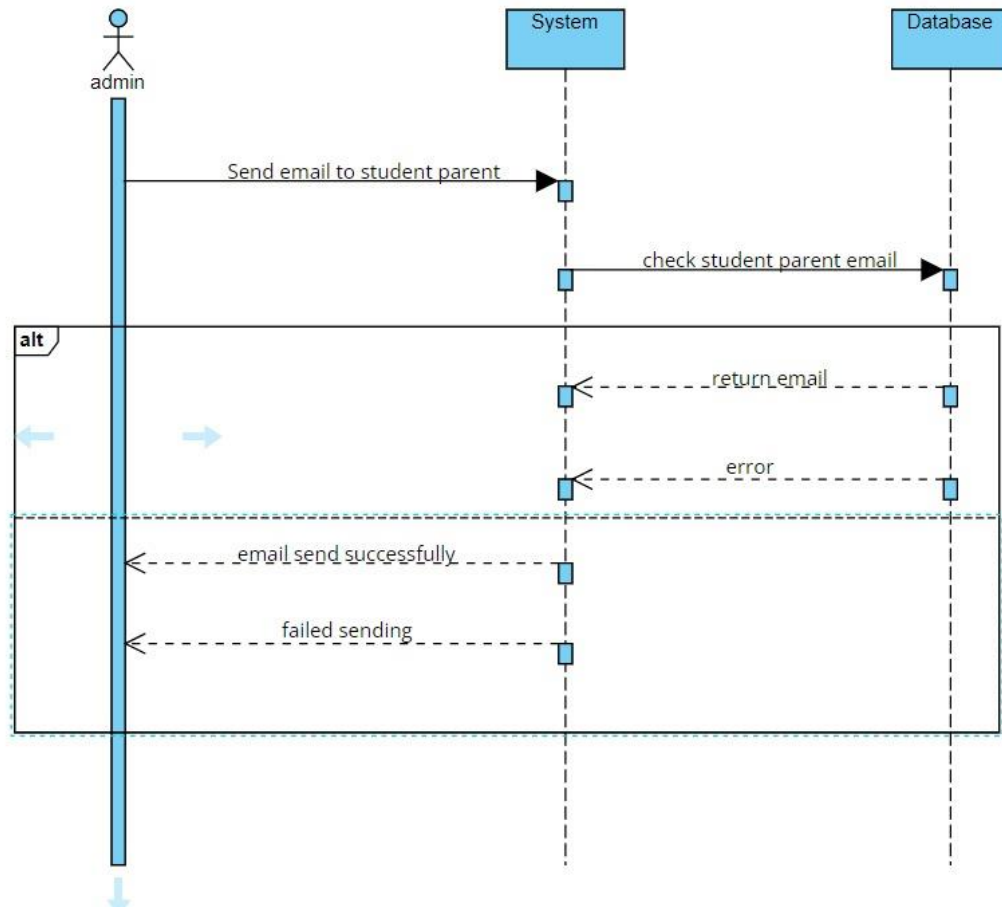 System
Database
admin
Send email to student parent
check student parent email
alt
return email
error
email send successfully
failed sending